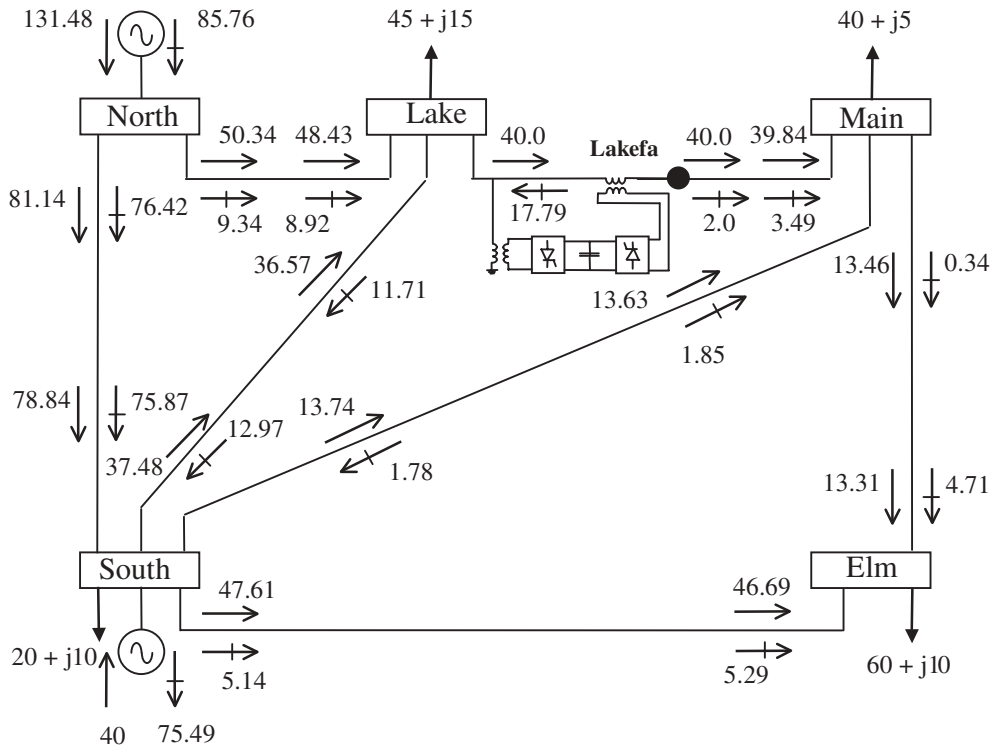 131.48 85.76 45 + j15 40 + j5
North Lake Main
50.34 48.43 40.0 Lakefa 40.0 39.84
81.14 76.42 9.34 8.92 17.79 2.0 3.49
36.57 11.71 13.63 13.46 0.34
1.85
78.84 75.87 13.74
37.48 12.97 1.78 13.31 4.71
South Elm
47.61 46.69
20 + j10 5.14 5.29 60 + j10
40 75.49